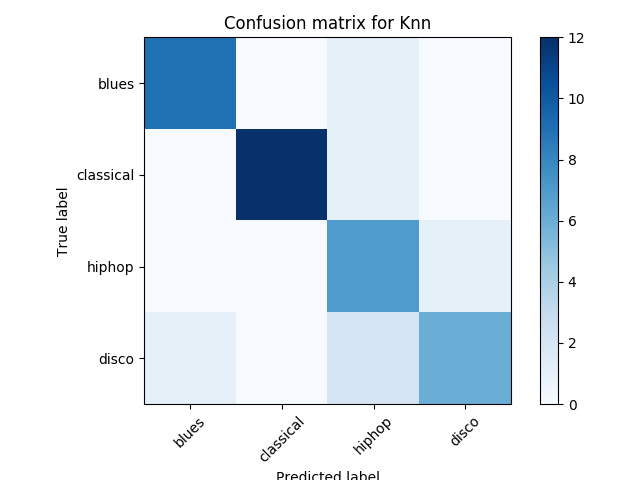 Confusion matrix for Knn
True label
blues
classical
hiphop
disco
blues
classical
hiphop
disco
Predicted label
12
10
8
6
4
2
0